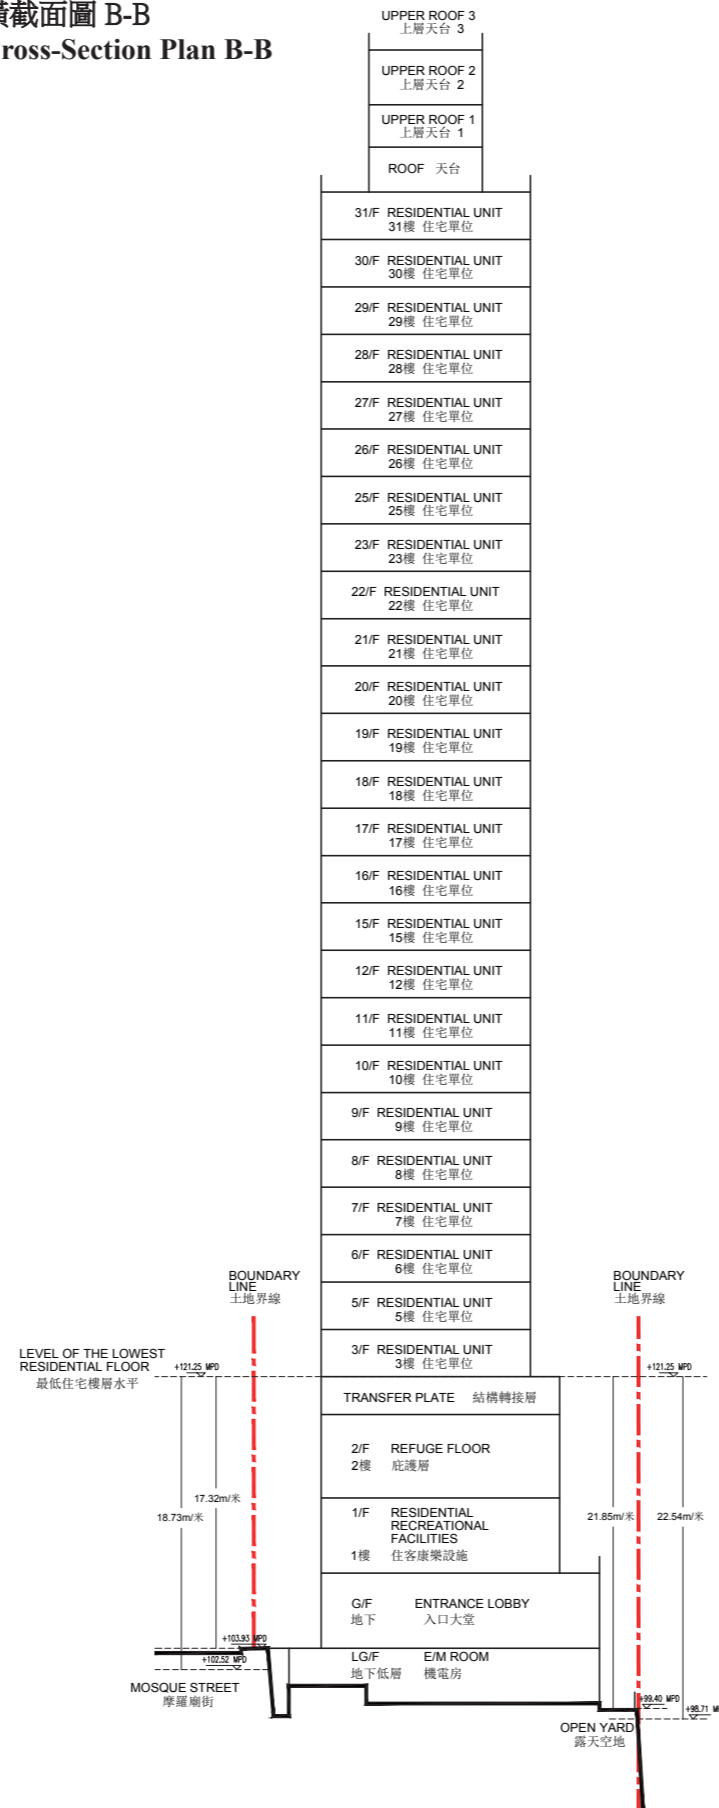 橫截面圖 B-B
ross-Section Plan B-B
UPPER ROOF 3
上層天台 3
UPPER ROOF 2
上層天台 2
UPPER ROOF 1
上層天台 1
ROOF 天台
31/F RESIDENTIAL UNIT
31樓 住宅單位
30/F RESIDENTIAL UNIT
30樓 住宅單位
29/F RESIDENTIAL UNIT
29樓 住宅單位
28/F RESIDENTIAL UNIT
28樓 住宅單位
27/F RESIDENTIAL UNIT
27樓 住宅單位
26/F RESIDENTIAL UNIT
26樓 住宅單位
25/F RESIDENTIAL UNIT
25樓 住宅單位
23/F RESIDENTIAL UNIT
23樓 住宅單位
22/F RESIDENTIAL UNIT
22樓 住宅單位
21/F RESIDENTIAL UNIT
21樓 住宅單位
20/F RESIDENTIAL UNIT
20樓 住宅單位
19/F RESIDENTIAL UNIT
19樓 住宅單位
18/F RESIDENTIAL UNIT
18樓 住宅單位
17/F RESIDENTIAL UNIT
17樓 住宅單位
16/F RESIDENTIAL UNIT
16樓 住宅單位
15/F RESIDENTIAL UNIT
15樓 住宅單位
12/F RESIDENTIAL UNIT
12樓 住宅單位
11/F RESIDENTIAL UNIT
11樓 住宅單位
10/F RESIDENTIAL UNIT
10樓 住宅單位
9/F RESIDENTIAL UNIT
9樓 住宅單位
8/F RESIDENTIAL UNIT
8樓 住宅單位
7/F RESIDENTIAL UNIT
7樓 住宅單位
6/F RESIDENTIAL UNIT
6樓 住宅單位
5/F RESIDENTIAL UNIT
5樓 住宅單位
3/F RESIDENTIAL UNIT
3樓 住宅單位
BOUNDARY
LINE
土地界線
BOUNDARY
LINE
土地界線
LEVEL OF THE LOWEST
RESIDENTIAL FLOOR
最低住宅樓層水平
+121.25 MPD
+121.25 MPD
TRANSFER PLATE 結構轉接層
2/F REFUGE FLOOR
2樓 庇護層
17.32m/米
18.73m/米
21.85m/米
22.54m/米
1/F RESIDENTIAL
RECREATIONAL
FACILITIES
1樓 住客康樂設施
G/F ENTRANCE LOBBY
地下 入口大堂
+103.93 MPD
+102.52 MPD
LG/F E/M ROOM
地下低層 機電房
MOSQUE STREET
摩羅廟街
+99.40 MPD
+98.71 M
OPEN YARD
露天空地